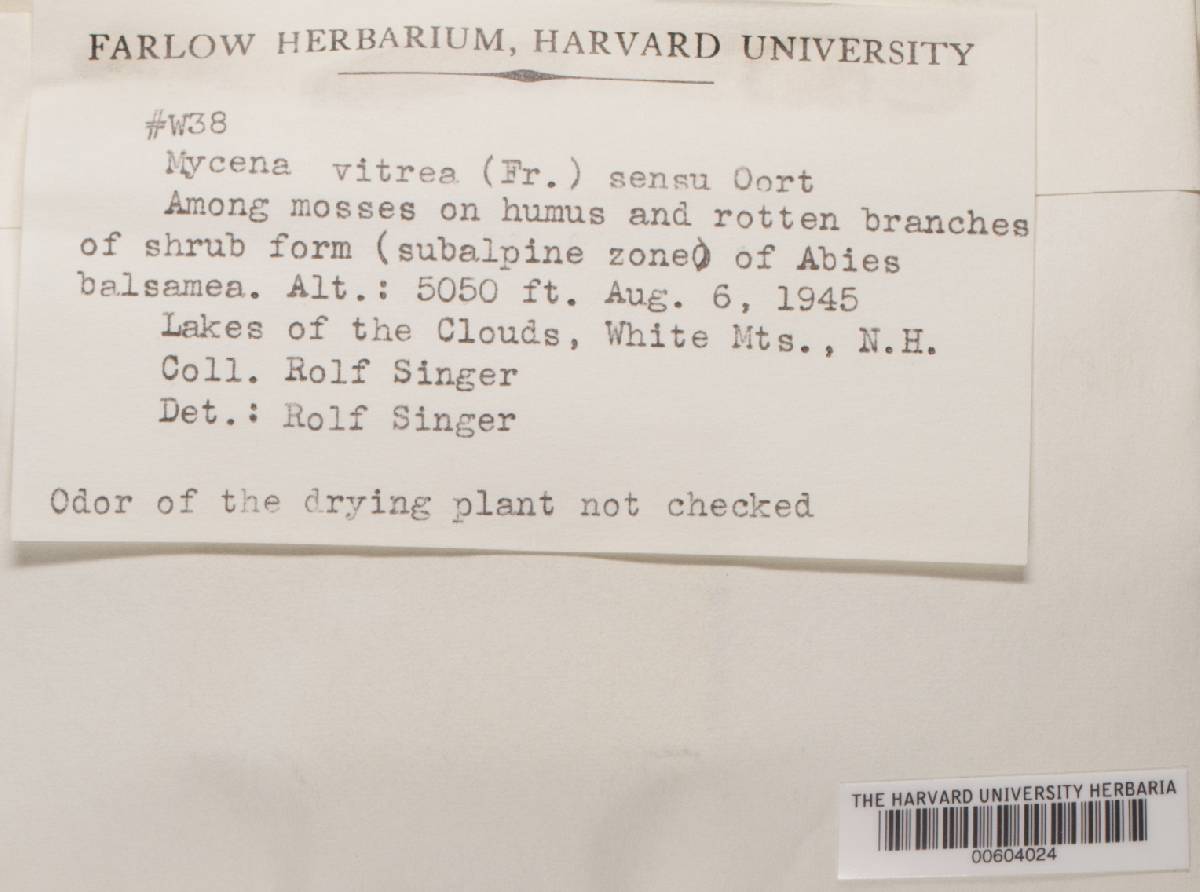 FARLOW HERBARIUM, HARVARD UNIVERSITY
#W38
Mycena vitrea (Fr.) sensu Oort
Among mosses on humus and rotten branches
of shrub form (subalpine zone) of Abies
balsamea. Alt.: 5050 ft. Aug. 6, 1945
Lakes of the Clouds, White Mts., N.H.
Coll. Rolf Singer
Det.: Rolf Singer
Odor of the drying plant not checked
THE HARVARD UNIVERSITY HERBARIA
00604024